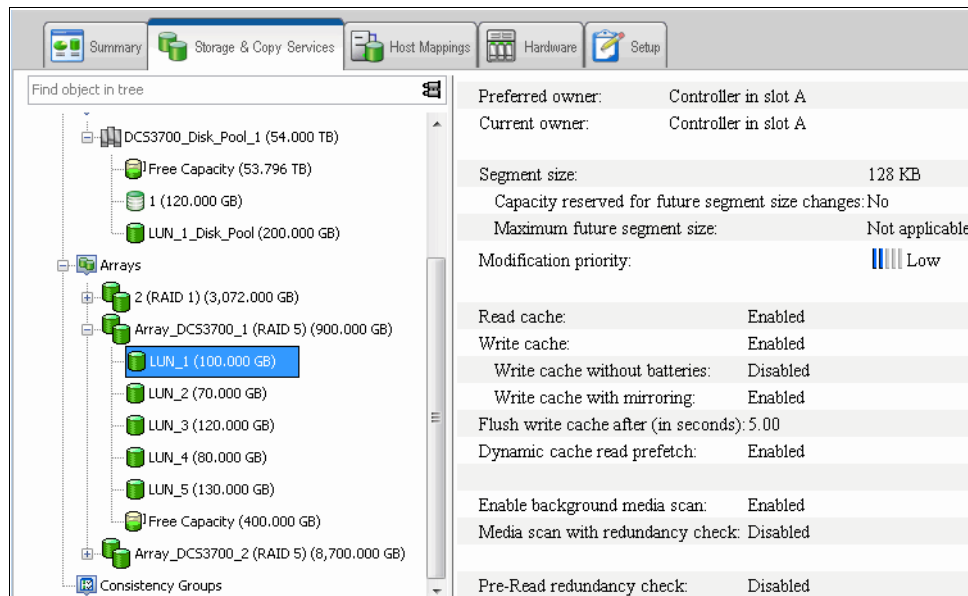 Summary
Storage & Copy Services
Host Mappings
Hardware
Setup
Find object in tree
DCS3700_Disk_Pool_1 (54.000 TB)
Free Capacity (53.796 TB)
1 (120.000 GB)
LUN_1_Disk_Pool (200.000 GB)
Arrays
2 (RAID 1) (3,072.000 GB)
Array_DCS3700_1 (RAID 5) (900.000 GB)
LUN_1 (100.000 GB)
LUN_2 (70.000 GB)
LUN_3 (120.000 GB)
LUN_4 (80.000 GB)
LUN_5 (130.000 GB)
Free Capacity (400.000 GB)
Array_DCS3700_2 (RAID 5) (8,700.000 GB)
Consistency Groups
Preferred owner: Controller in slot A
Current owner: Controller in slot A
Segment size: 128 KB
Capacity reserved for future segment size changes: No
Maximum future segment size: Not applicable
Modification priority: Low
Read cache: Enabled
Write cache: Enabled
Write cache without batteries: Disabled
Write cache with mirroring: Enabled
Flush write cache after (in seconds): 5.00
Dynamic cache read prefetch: Enabled
Enable background media scan: Enabled
Media scan with redundancy check: Disabled
Pre-Read redundancy check: Disabled